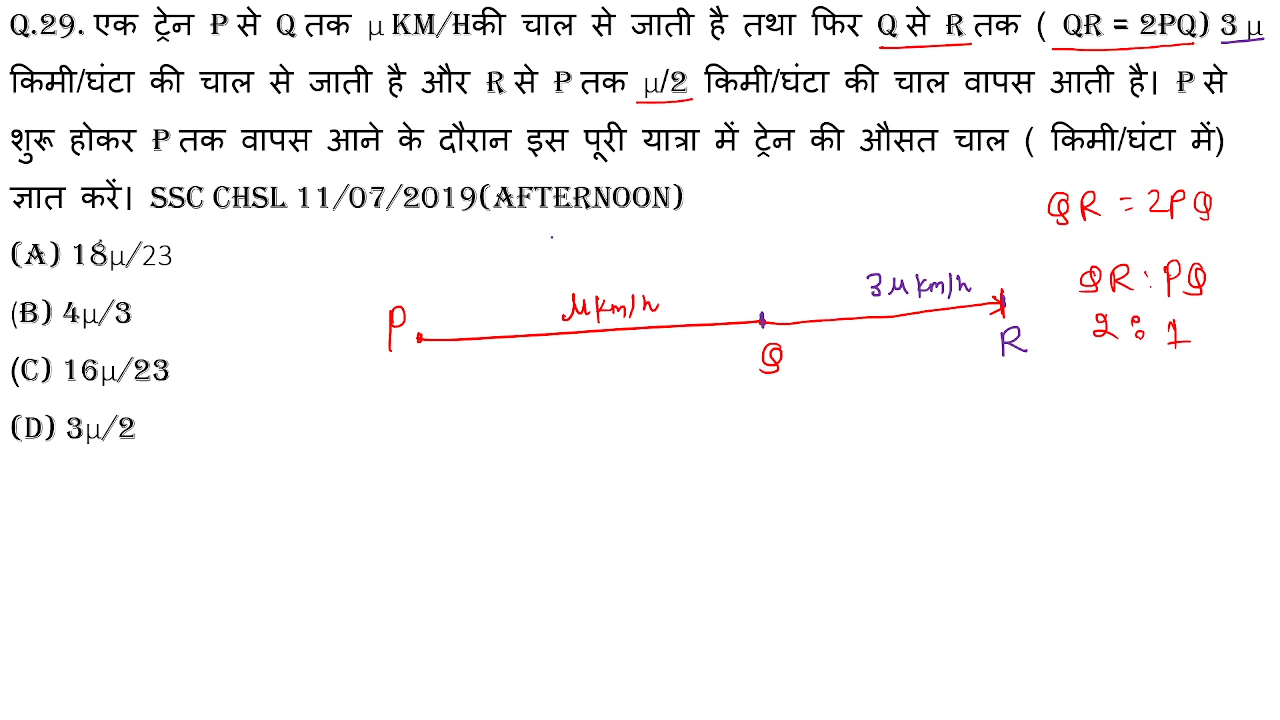 Q.29. एक ट्रेन P से Q तक μ KM/Hकी चाल से जाती है तथा फिर Q से R तक ( QR = 2PQ) 3 μ
किमी/घंटा की चाल से जाती है और R से P तक μ/2 किमी/घंटा की चाल वापस आती है। P से
शुरू होकर P तक वापस आने के दौरान इस पूरी यात्रा में ट्रेन की औसत चाल ( किमी/घंटा में)
ज्ञात करें। SSC CHSL 11/07/2019(AFTERNOON)
QR = 2PQ
(A) 18μ/23
QR : PQ
2 : 1
(B) 4μ/3
P μ km/h Q 3μ km/h R
(C) 16μ/23
(D) 3μ/2